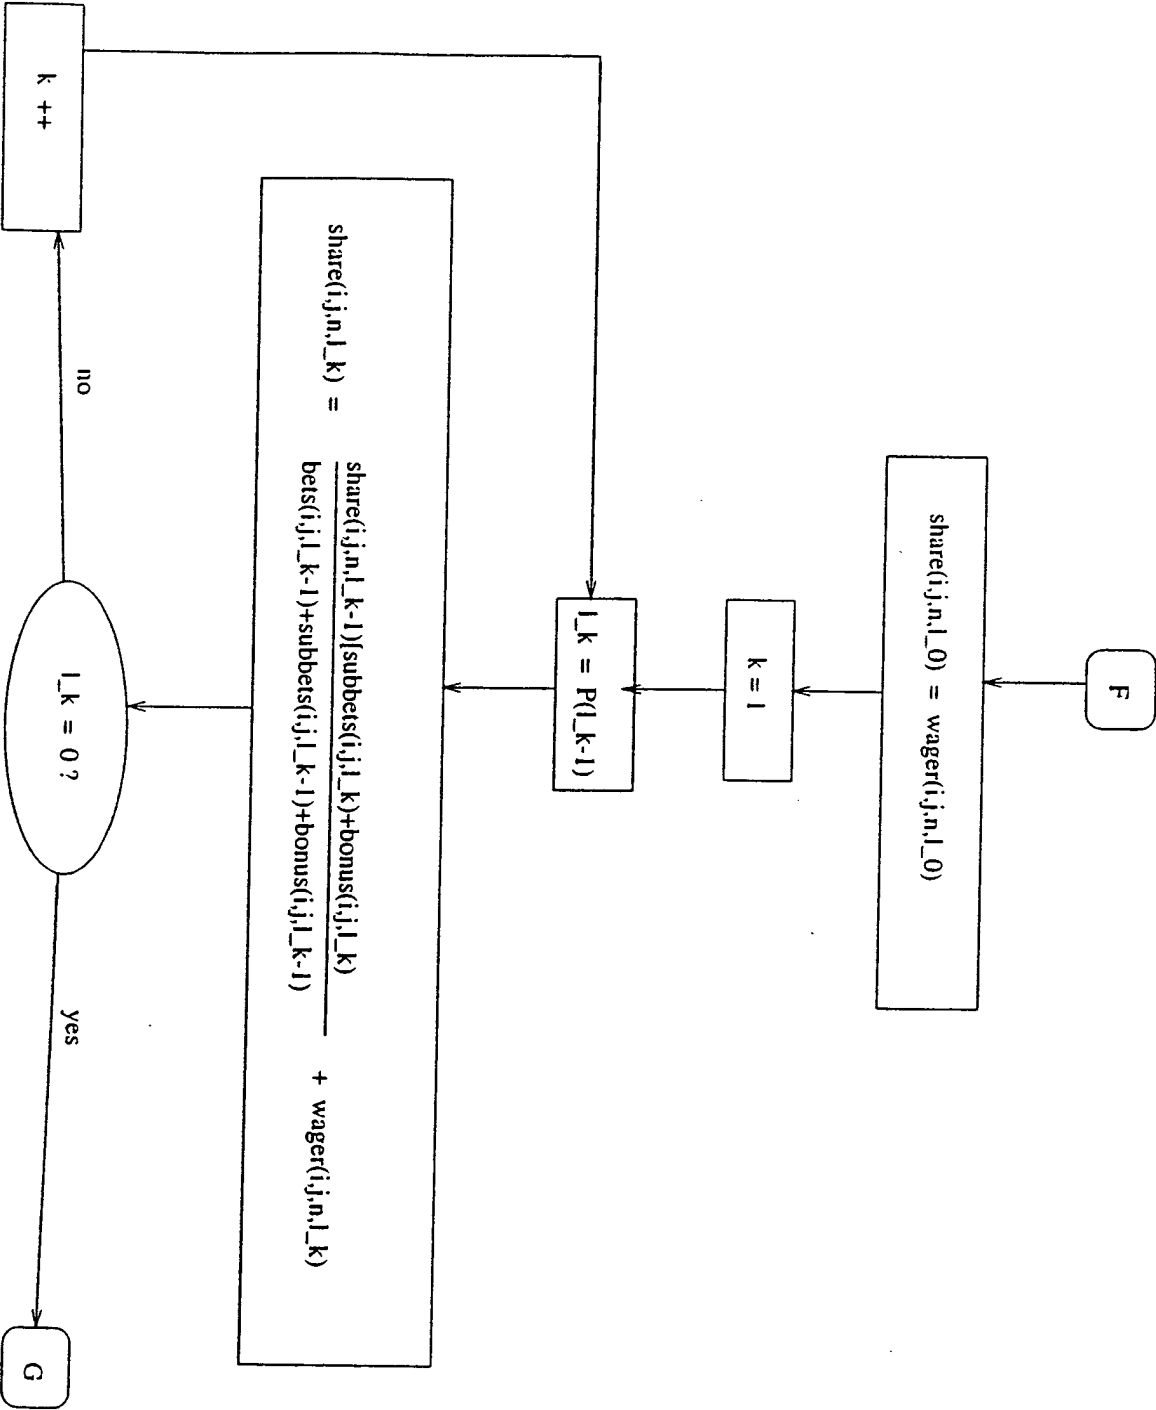 F
share(i,j,n,l_0) = wager(i,j,n,l_0)
k = 1
l_k = P(l_k-1)
share(i,j,n,l_k) = share(i,j,n,l_k-1)[subbets(i,j,l_k)+bonus(i,j,l_k)
bets(i,j,l_k-1)+subbets(i,j,l_k-1)+bonus(i,j,l_k-1) + wager(i,j,n,l_k)
l_k = 0 ?
no
yes
k ++
G